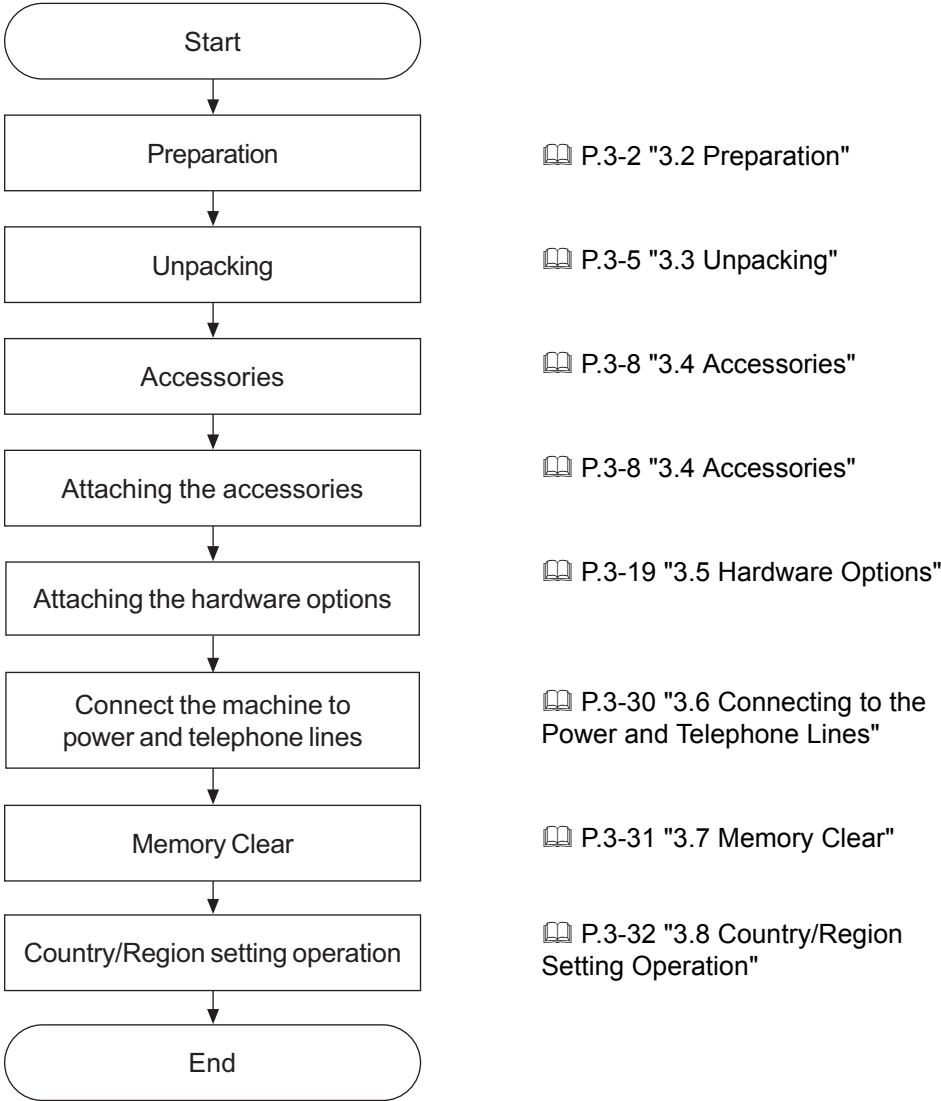 Start
Preparation
P.3-2 "3.2 Preparation"
Unpacking
P.3-5 "3.3 Unpacking"
Accessories
P.3-8 "3.4 Accessories"
Attaching the accessories
P.3-8 "3.4 Accessories"
Attaching the hardware options
P.3-19 "3.5 Hardware Options"
Connect the machine to
power and telephone lines
P.3-30 "3.6 Connecting to the
Power and Telephone Lines"
Memory Clear
P.3-31 "3.7 Memory Clear"
Country/Region setting operation
P.3-32 "3.8 Country/Region
Setting Operation"
End